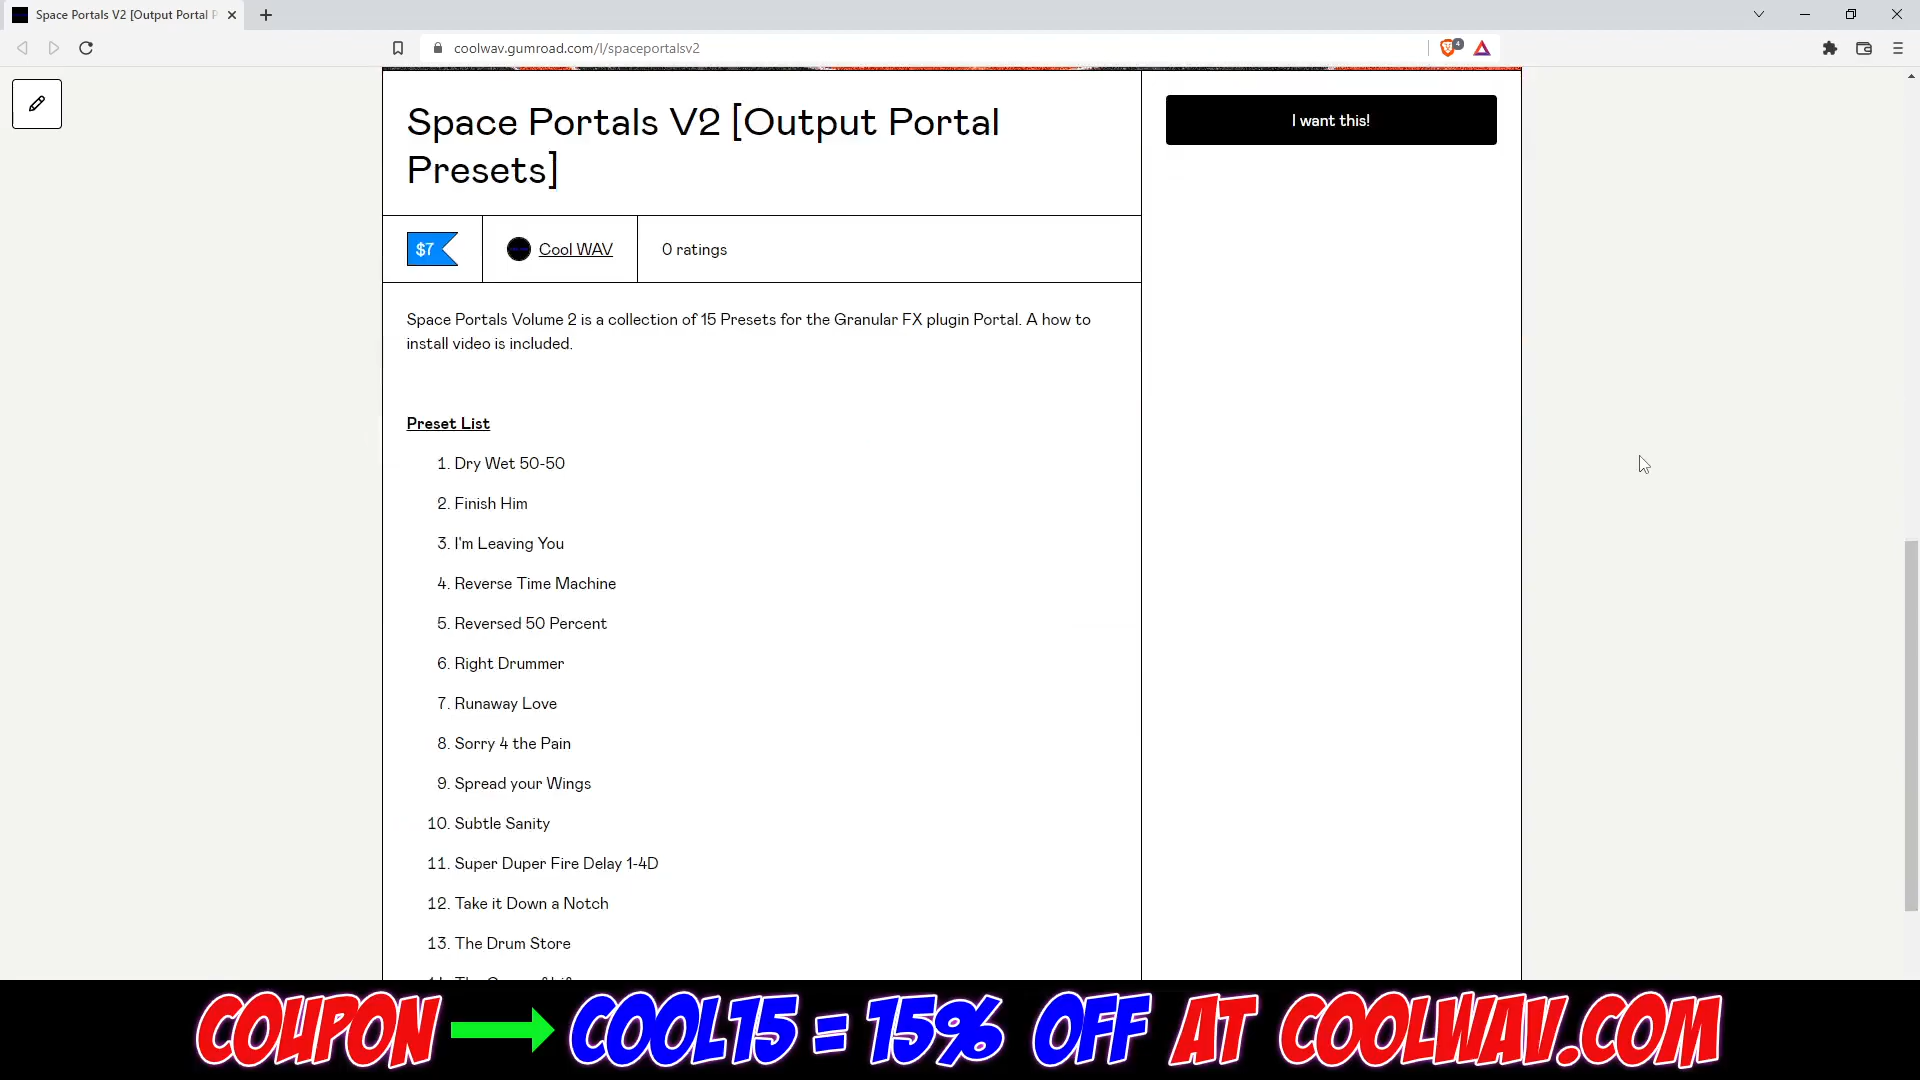 Space Portals V2 [Output Portal P
coolwav.gumroad.com/l/spaceportalsv2
4
Space Portals V2 [Output Portal
Presets]
I want this!
$7
Cool WAV
0 ratings
Space Portals Volume 2 is a collection of 15 Presets for the Granular FX plugin Portal. A how to
install video is included.
Preset List
1. Dry Wet 50-50
2. Finish Him
3. I'm Leaving You
4. Reverse Time Machine
5. Reversed 50 Percent
6. Right Drummer
7. Runaway Love
8. Sorry 4 the Pain
9. Spread your Wings
10. Subtle Sanity
11. Super Duper Fire Delay 1-4D
12. Take it Down a Notch
13. The Drum Store
COUPON COOL15 = 15% OFF AT COOLWAV.COM